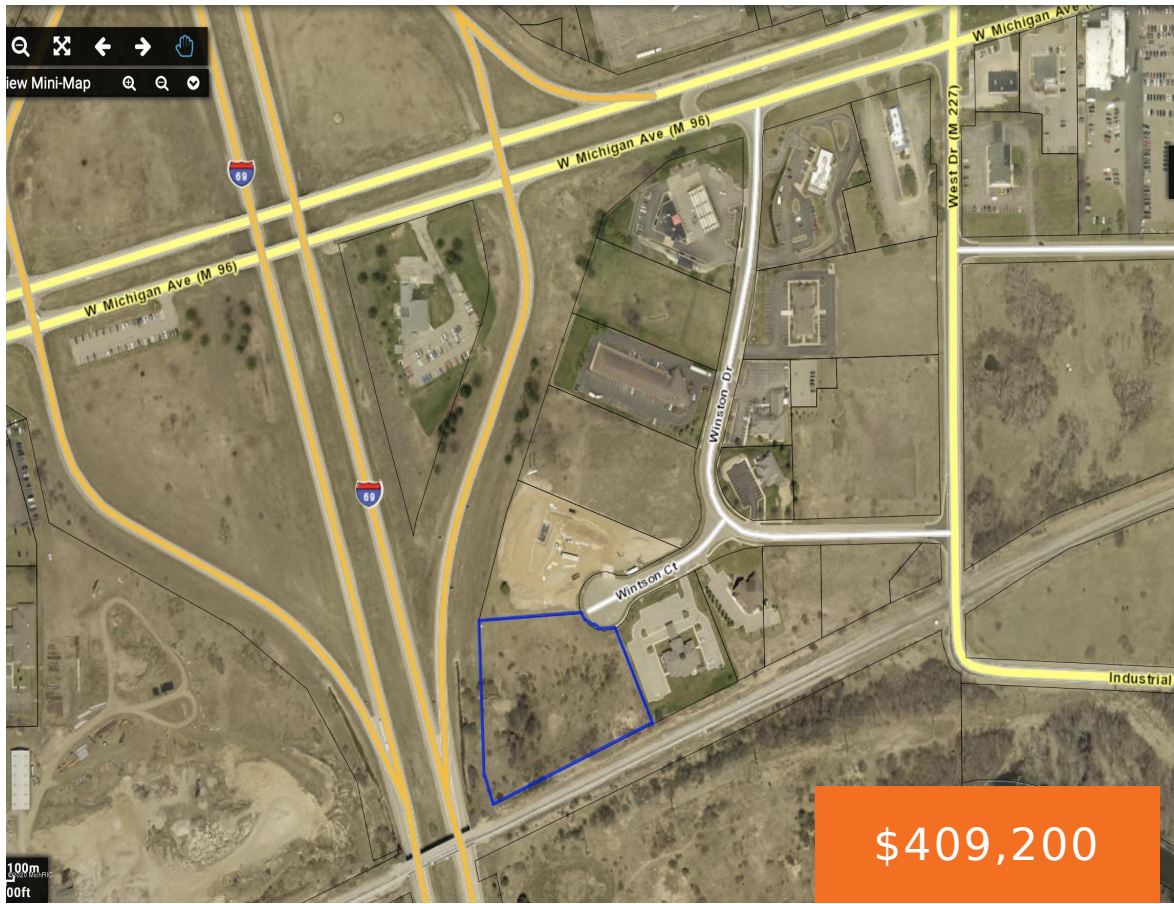 W Michigan Ave (M 96)
iew Mini-Map
W Michigan Ave (M 96)
69
West Dr (M 227)
W Michigan Ave (M 96)
Winston Dr
69
Wintson Ct
Industrial
$409,200
100m
00ft